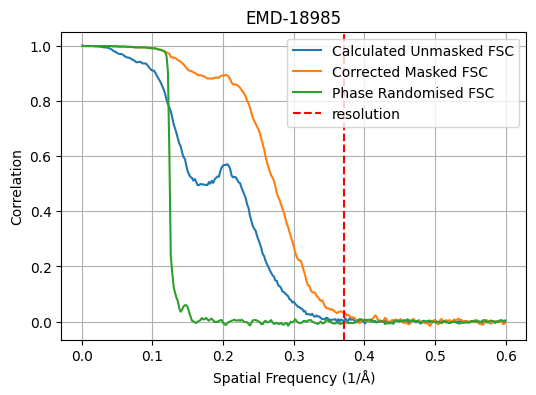 EMD-18985
Calculated Unmasked FSC
Corrected Masked FSC
Phase Randomised FSC
resolution
Correlation
1.0
0.8
0.6
0.4
0.2
0.0
0.0 0.1 0.2 0.3 0.4 0.5 0.6
Spatial Frequency (1/Å)